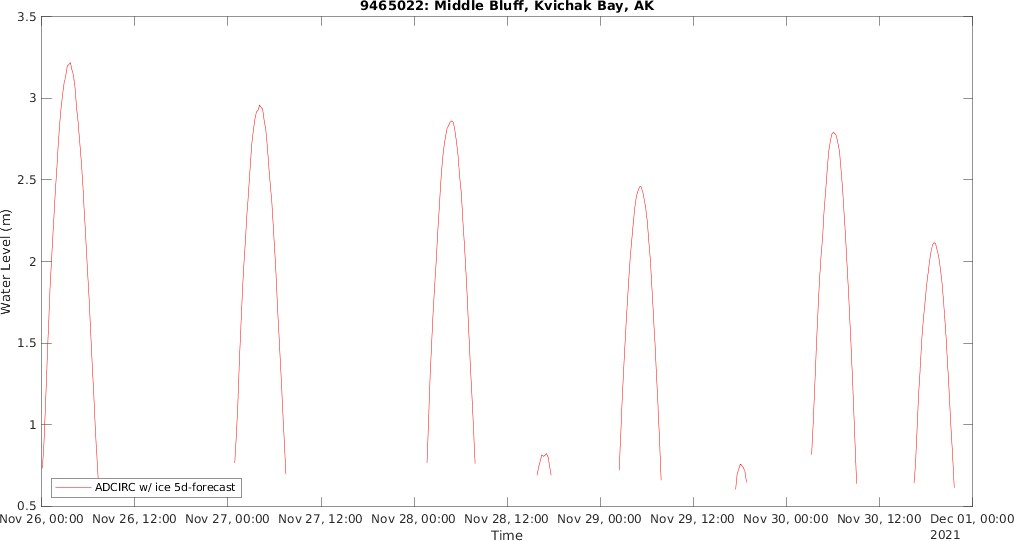 9465022: Middle Bluff, Kvichak Bay, AK
3.5
3
2.5
2
1.5
1
0.5
Water Level (m)
ADCIRC w/ ice 5d-forecast
Nov 26, 00:00 Nov 26, 12:00 Nov 27, 00:00 Nov 27, 12:00 Nov 28, 00:00 Nov 28, 12:00 Nov 29, 00:00 Nov 29, 12:00 Nov 30, 00:00 Nov 30, 12:00 Dec 01, 00:00
Time
2021